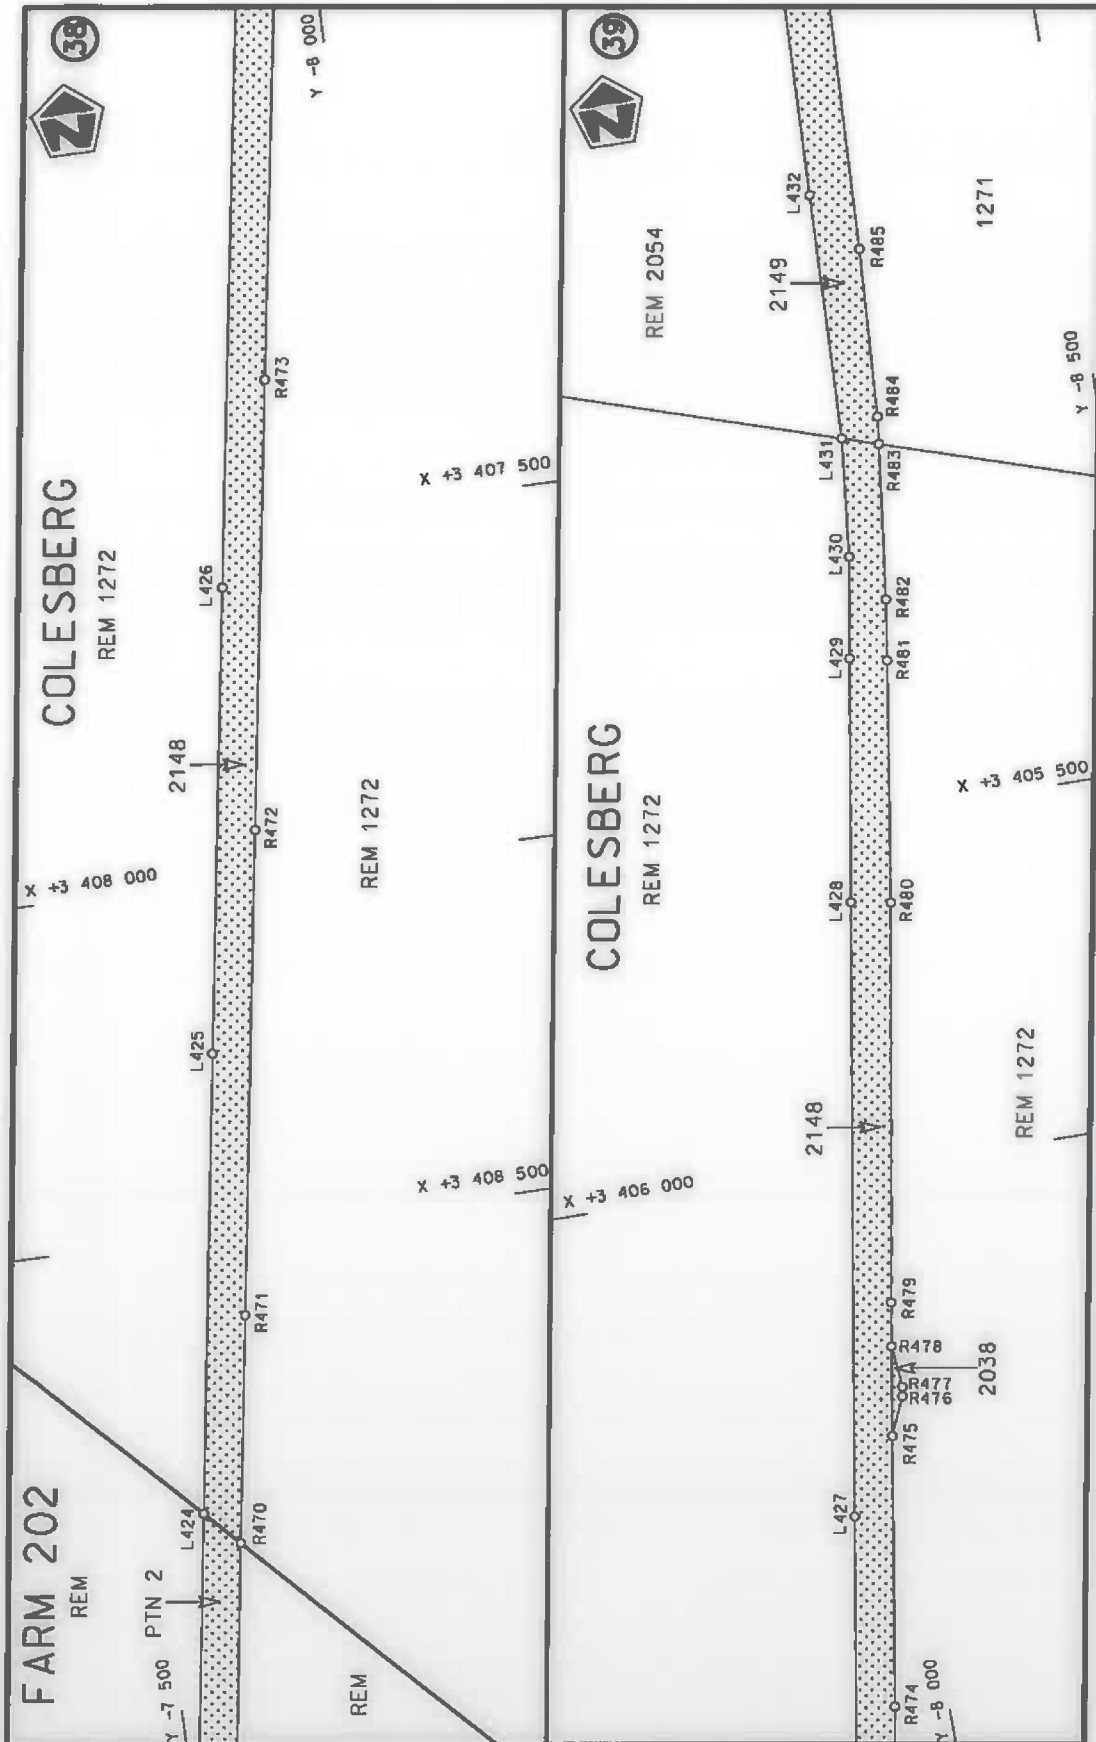 38
N
FARM 202
REM
COLESBERG
REM 1272
X +3 408 000
Y -8 000
PTN 2
2148
L424
L425
L426
Y -7 500
R470
R471
R472
R473
REM
REM 1272
X +3 408 500
X +3 407 500
39
N
COLESBERG
REM 1272
REM 2054
X +3 406 000
2148
2149
L427
L428
L429
L430
L431
L432
R474
R475
R476
R477
R478
R479
R480
R481
R482
R483
R484
R485
Y -8 000
2038
REM 1272
X +3 405 500
1271
Y -8 500